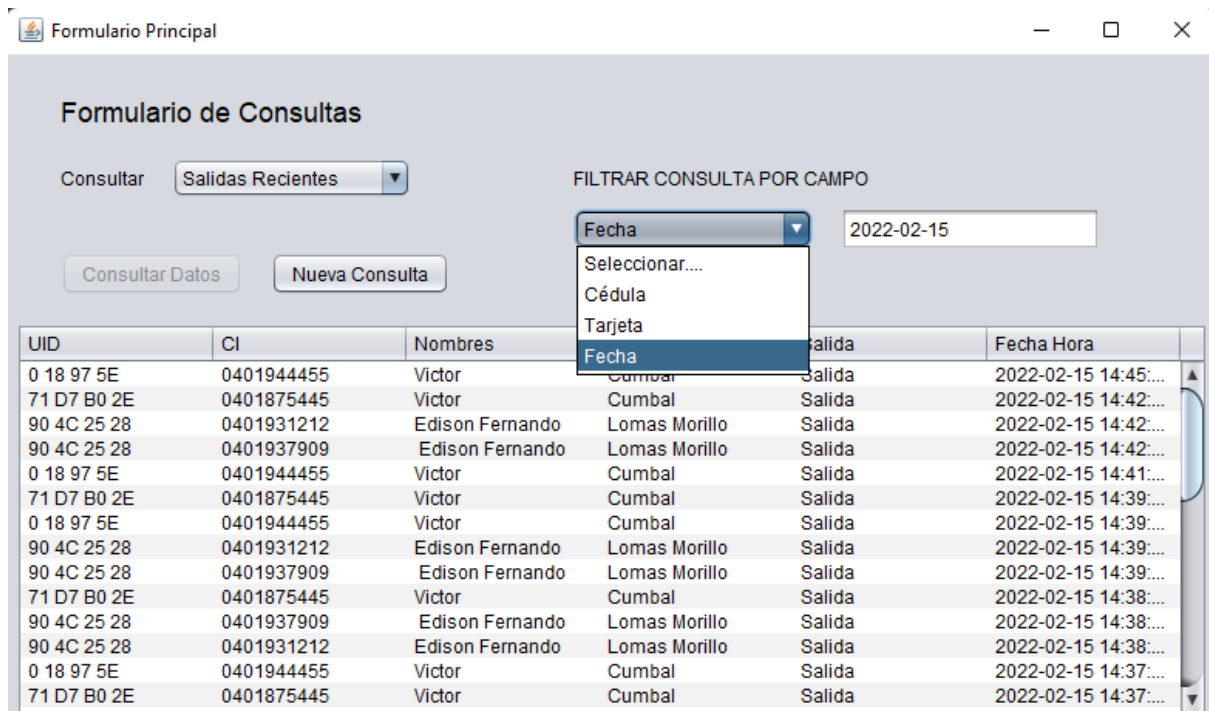 Formulario Principal
Formulario de Consultas
Consultar Salidas Recientes FILTRAR CONSULTA POR CAMPO
Fecha 2022-02-15
Consultar Datos Nueva Consulta
Seleccionar....
Cédula
Tarjeta
Fecha
UID CI Nombres Salida Fecha Hora
0 18 97 5E 0401944455 Victor Cumbal Salida 2022-02-15 14:45:...
71 D7 B0 2E 0401875445 Victor Cumbal Salida 2022-02-15 14:42:...
90 4C 25 28 0401931212 Edison Fernando Lomas Morillo Salida 2022-02-15 14:42:...
90 4C 25 28 0401937909 Edison Fernando Lomas Morillo Salida 2022-02-15 14:42:...
0 18 97 5E 0401944455 Victor Cumbal Salida 2022-02-15 14:41:...
71 D7 B0 2E 0401875445 Victor Cumbal Salida 2022-02-15 14:39:...
0 18 97 5E 0401944455 Victor Cumbal Salida 2022-02-15 14:39:...
90 4C 25 28 0401931212 Edison Fernando Lomas Morillo Salida 2022-02-15 14:39:...
90 4C 25 28 0401937909 Edison Fernando Lomas Morillo Salida 2022-02-15 14:39:...
71 D7 B0 2E 0401875445 Victor Cumbal Salida 2022-02-15 14:38:...
90 4C 25 28 0401937909 Edison Fernando Lomas Morillo Salida 2022-02-15 14:38:...
90 4C 25 28 0401931212 Edison Fernando Lomas Morillo Salida 2022-02-15 14:38:...
0 18 97 5E 0401944455 Victor Cumbal Salida 2022-02-15 14:37:...
71 D7 B0 2E 0401875445 Victor Cumbal Salida 2022-02-15 14:37:...